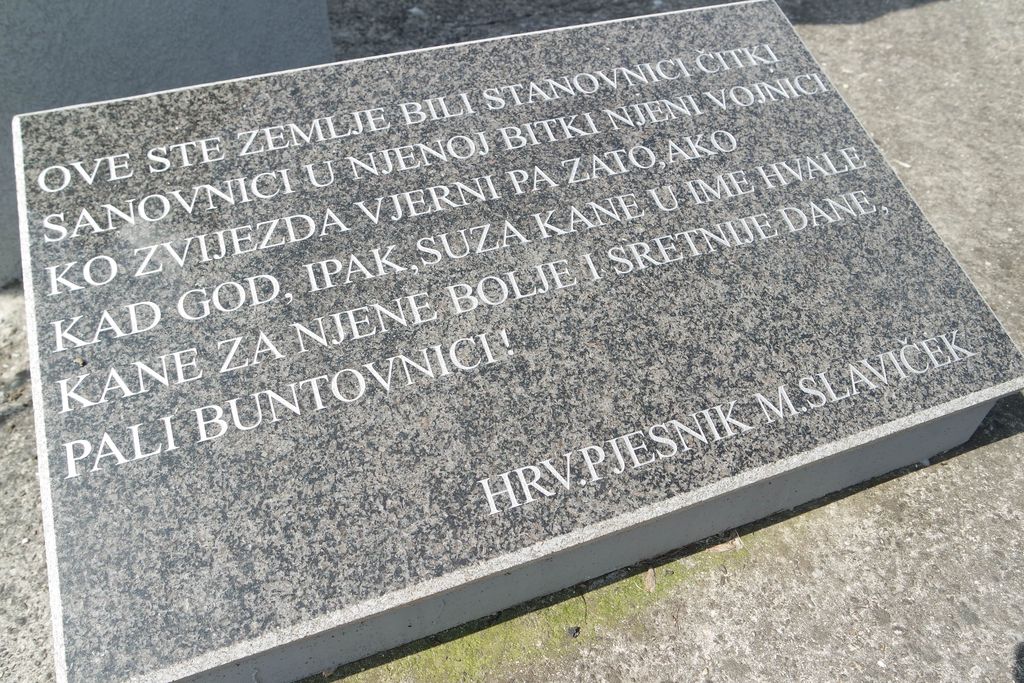 OVE STE ZEMLJE BILI STANOVNICI ČITKI
SANOVNICI U NJENOJ BITKI NJENI VOJNICI
KO ZVIJEZDA VJERNI PA ZATO,AKO
KAD GOD, IPAK,SUZA KANE U IME HVALE
KANE ZA NJENE BOLJE I SRETNIJE DANE,
PALI BUNTOVNICI!
HRV.PJESNIK M.SLAVIČEK